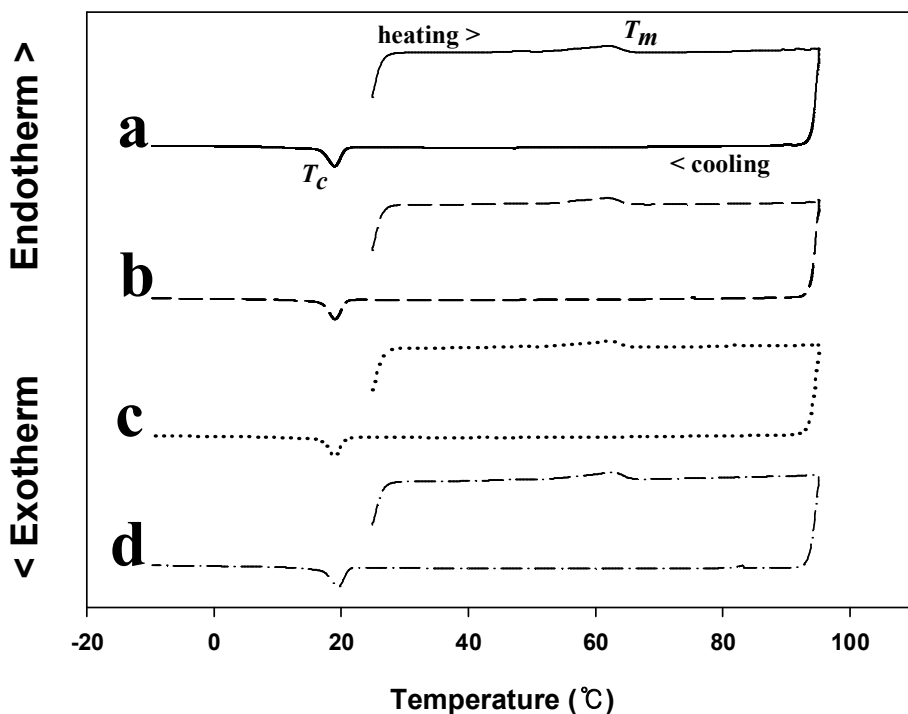 Endotherm >
< Exotherm
heating >
Tm
a
Tc
< cooling
b
c
d
-20 0 20 40 60 80 100
Temperature (℃)